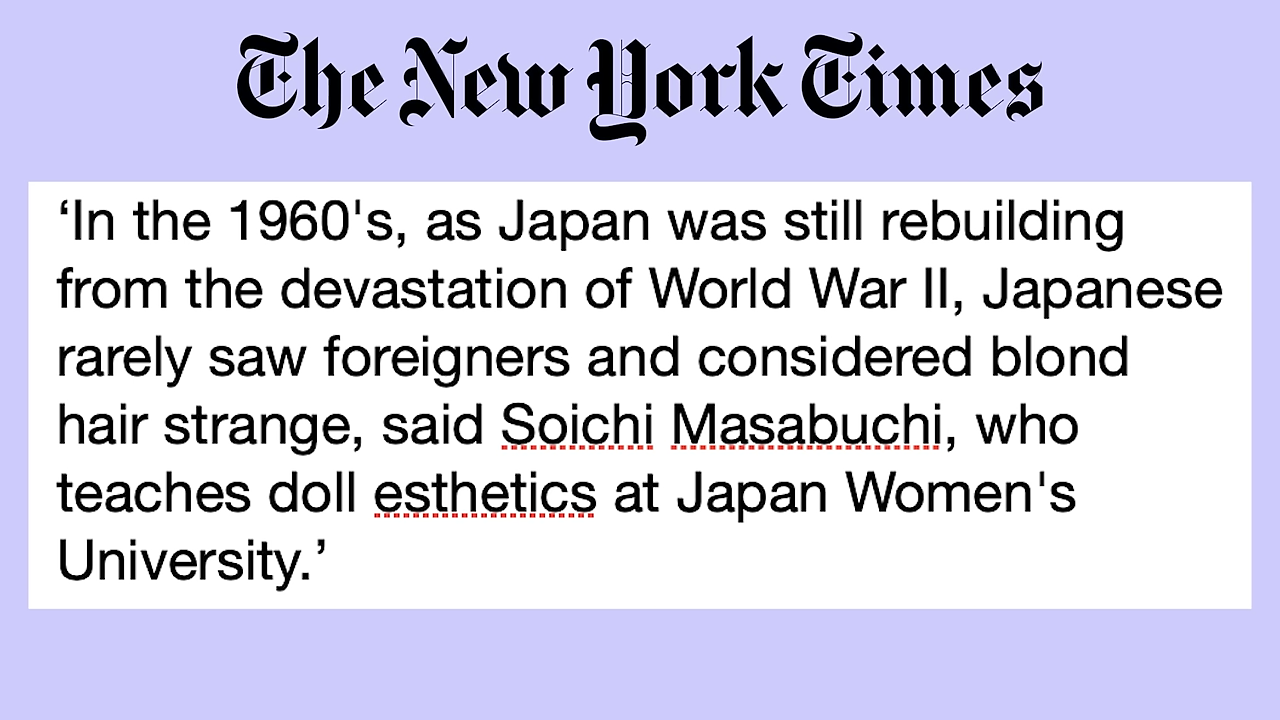 The New York Times
‘In the 1960's, as Japan was still rebuilding
from the devastation of World War II, Japanese
rarely saw foreigners and considered blond
hair strange, said Soichi Masabuchi, who
teaches doll esthetics at Japan Women's
University.’